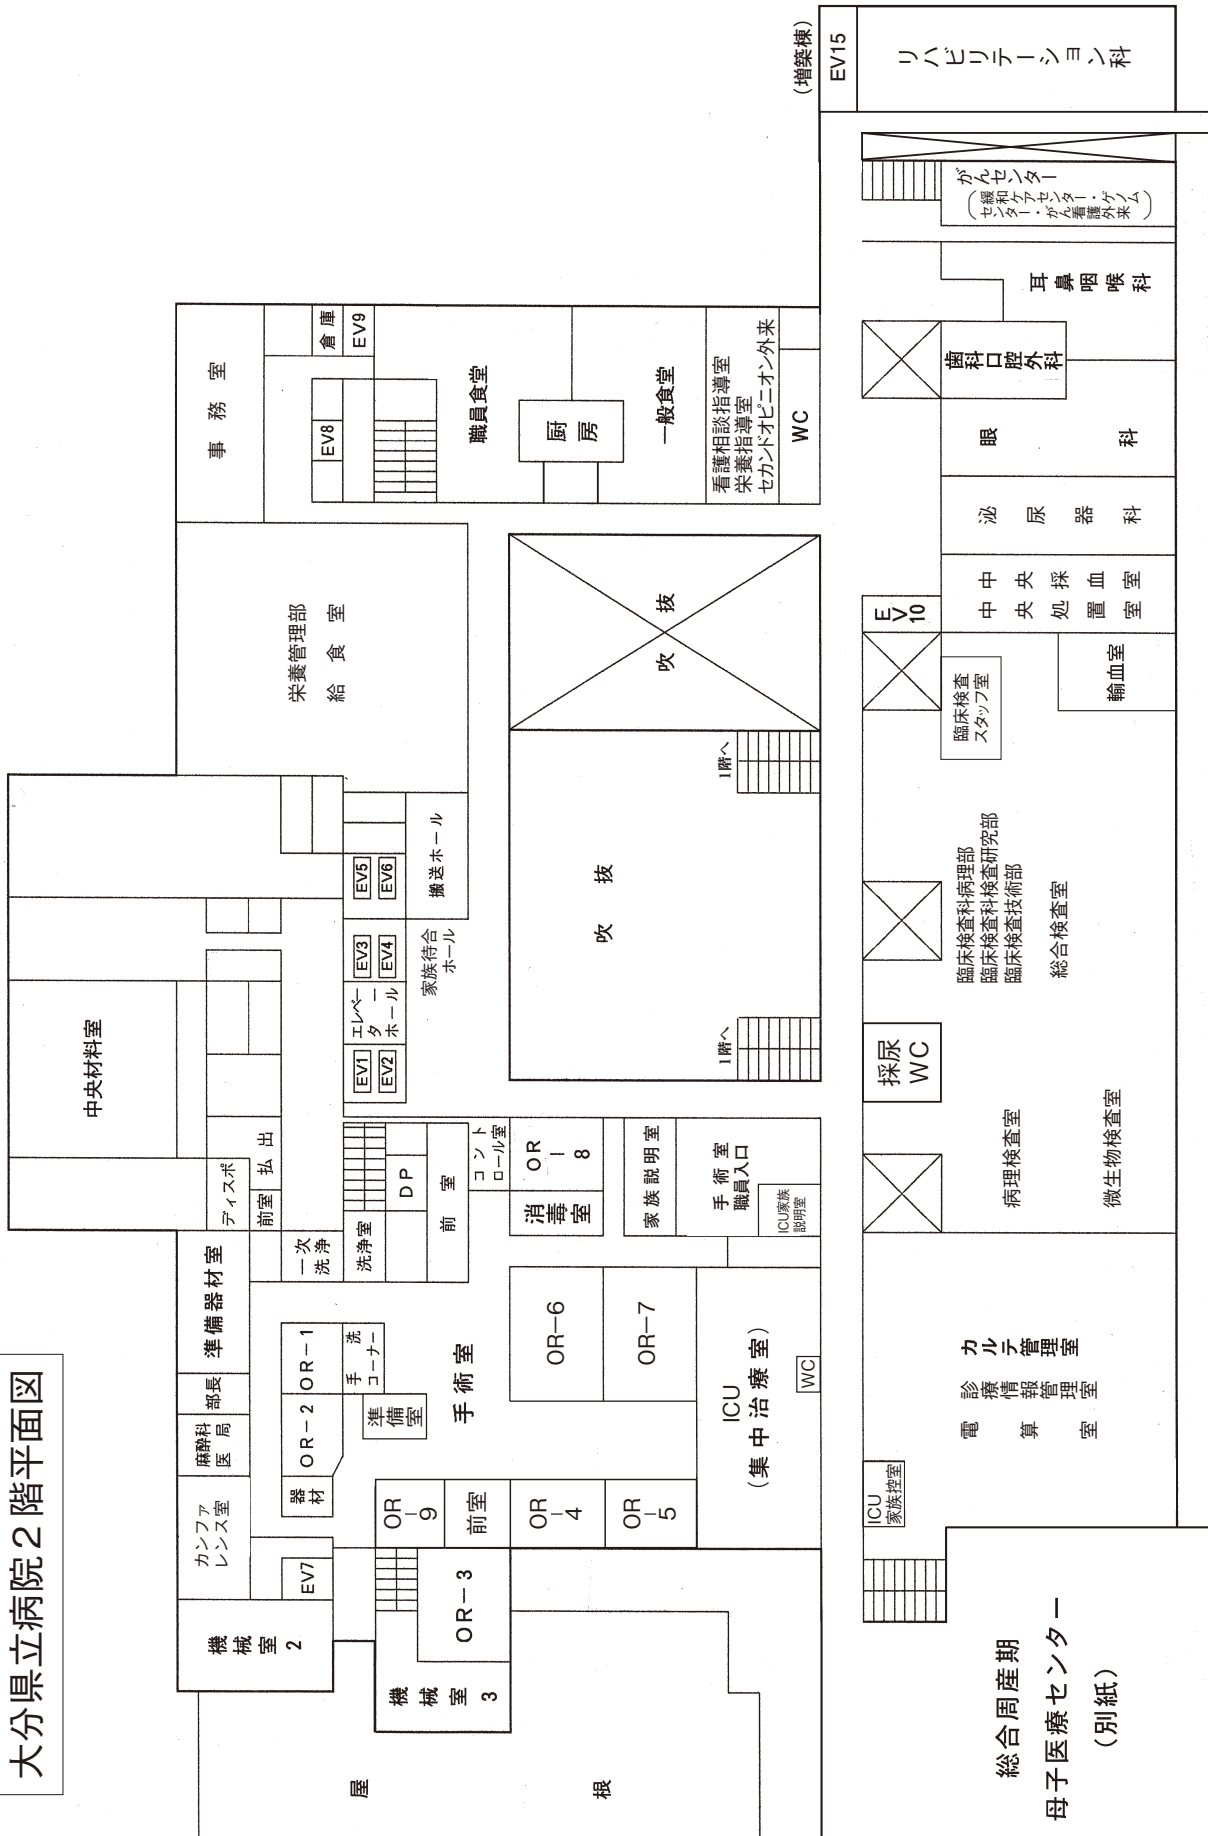 大分県立病院２階平面図
(増築棟)
EV15
リハビリテーション科
がんセンター
(緩和ケアセンター・ゲノム
センター・がん看護外来)
耳鼻咽喉科
歯科口腔外科
眼科
泌尿器科
中央採血室
中央処置室
EV10
輸血室
臨床検査
スタッフ室
臨床検査科病理部
臨床検査科検査研究部
臨床検査技術部
総合検査室
採尿
WC
病理検査室
微生物検査室
カルテ管理室
診療情報管理室
電算室
ICU
家族控室
総合周産期
母子医療センター
(別紙)
事務室
倉庫
EV9
EV8
職員食堂
厨房
一般食堂
看護相談指導室
栄養指導室
セカンドオピニオン外来
WC
栄養管理部
給食室
吹抜
1階へ
吹抜
1階へ
搬送ホール
EV5
EV6
EV3
EV4
家族待合
ホール
エレベー
ター
ホール
EV1
EV2
中央材料室
払出
ディスポ
前室
一次
洗浄
洗浄室
DP
前室
コント
ロール室
OR-8
消毒室
家族説明室
手術室
職員入口
ICU家族
説明室
準備器材室
部長
麻酔科
医局
カンファ
レンス室
OR-1
OR-2
手洗
コーナー
準備室
器材
手術室
OR-6
OR-7
OR-9
前室
OR-4
OR-5
ICU
(集中治療室)
WC
EV7
機械室2
OR-3
機械室3
屋根